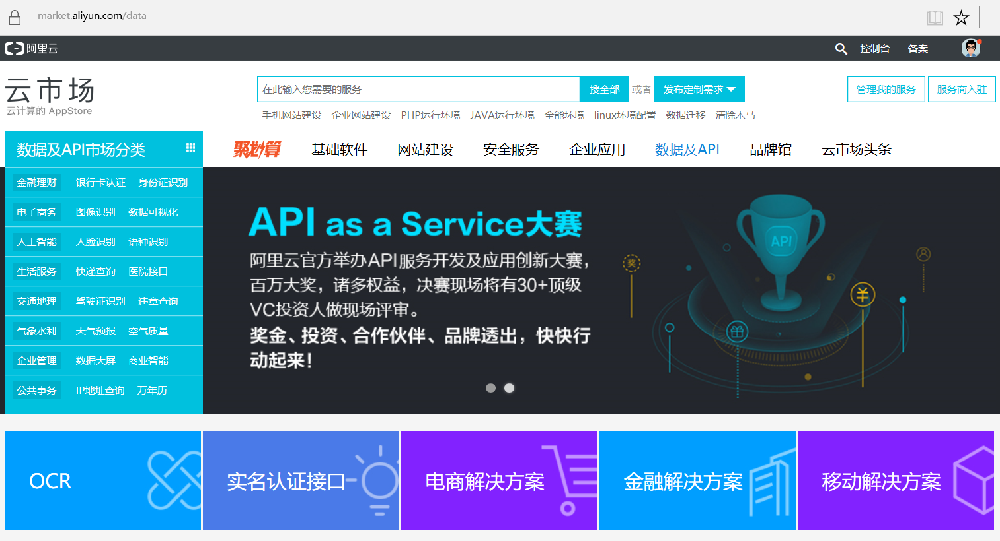 market.aliyun.com/data
阿里云 控制台 备案
云市场
云计算的 AppStore
在此输入您需要的服务 搜全部 或者 发布定制需求 管理我的服务 服务商入驻
手机网站建设 企业网站建设 PHP运行环境 JAVA运行环境 全能环境 linux环境配置 数据迁移 清除木马
数据及API市场分类 聚划算 基础软件 网站建设 安全服务 企业应用 数据及API 品牌馆 云市场头条
金融理财 银行卡认证 身份证识别
电子商务 图像识别 数据可视化
人工智能 人脸识别 语种识别
生活服务 快递查询 医院接口
交通地理 驾驶证识别 违章查询
气象水利 天气预报 空气质量
企业管理 数据大屏 商业智能
公共事务 IP地址查询 万年历
API as a Service大赛
阿里云官方举办API服务开发及应用创新大赛，
百万大奖，诸多权益，决赛现场将有30+顶级
VC投资人做现场评审。
奖金、投资、合作伙伴、品牌透出，快快行
动起来！
API
奖
¥
OCR 实名认证接口 电商解决方案 金融解决方案 移动解决方案